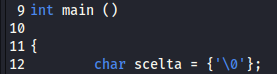 9 int main ()
10
11 {
12         char scelta = {'\0'};